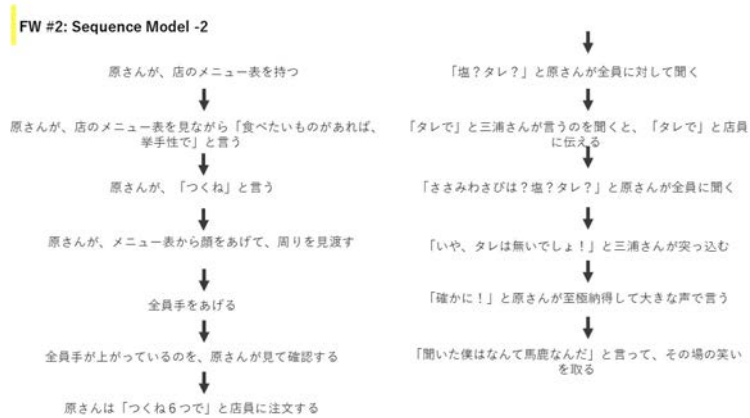 FW #2: Sequence Model -2
原さんが、店のメニュー表を持つ
原さんが、店のメニュー表を見ながら「食べたいものがあれば、
挙手性で」と言う
原さんが、「つくね」と言う
原さんが、メニュー表から顔をあげて、周りを見渡す
全員手をあげる
全員手が上がっているのを、原さんが見て確認する
原さんは「つくね６つで」と店員に注文する
「塩？タレ？」と原さんが全員に対して聞く
「タレで」と三浦さんが言うのを聞くと、「タレで」と店員
に伝える
「ささみわさびは？塩？タレ？」と原さんが全員に聞く
「いや、タレは無いでしょ！」と三浦さんが突っ込む
「確かに！」と原さんが至極納得して大きな声で言う
「聞いた僕はなんて馬鹿なんだ」と言って、その場の笑い
を取る